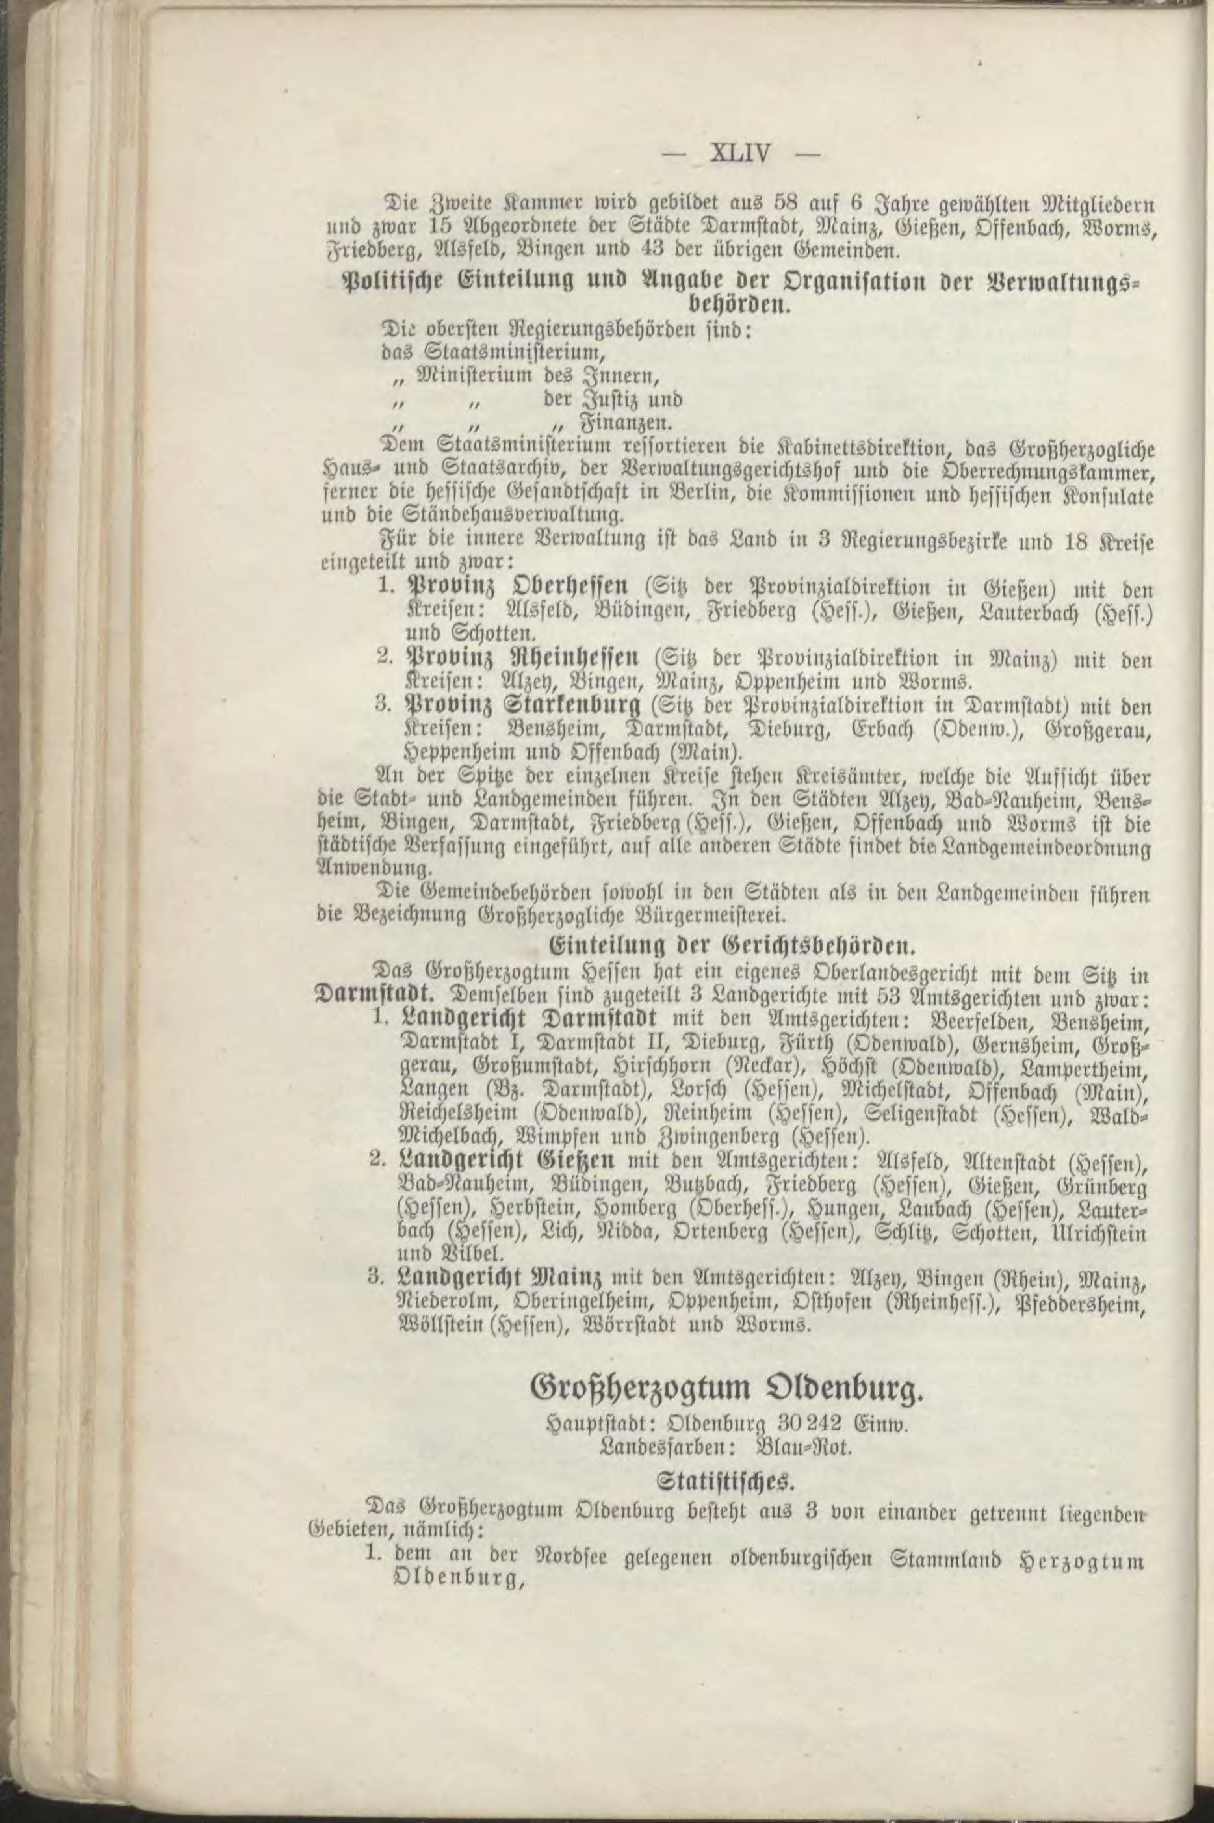 — XLIV —
Die Zweite Kammer wird gebildet aus 58 auf 6 Jahre gewählten Mitgliedern
und zwar 15 Abgeordnete der Städte Darmstadt, Mainz, Gießen, Offenbach, Worms,
Friedberg, Alsfeld, Bingen und 43 der übrigen Gemeinden.
Politische Einteilung und Angabe der Organisation der Verwaltungs-
behörden.
Die obersten Regierungsbehörden sind:
das Staatsministerium,
„ Ministerium des Innern,
„ „ der Justiz und
„ „ „ Finanzen.
Dem Staatsministerium ressortieren die Kabinettsdirektion, das Großherzogliche
Haus- und Staatsarchiv, der Verwaltungsgerichtshof und die Oberrechnungskammer,
ferner die hessische Gesandtschaft in Berlin, die Kommissionen und hessischen Konsulate
und die Ständehausverwaltung.
Für die innere Verwaltung ist das Land in 3 Regierungsbezirke und 18 Kreise
eingeteilt und zwar:
1. Provinz Oberhessen (Sitz der Provinzialdirektion in Gießen) mit den
Kreisen: Alsfeld, Büdingen, Friedberg (Hess.), Gießen, Lauterbach (Hess.)
und Schotten.
2. Provinz Rheinhessen (Sitz der Provinzialdirektion in Mainz) mit den
Kreisen: Alzey, Bingen, Mainz, Oppenheim und Worms.
3. Provinz Starkenburg (Sitz der Provinzialdirektion in Darmstadt) mit den
Kreisen: Bensheim, Darmstadt, Dieburg, Erbach (Odenw.), Großgerau,
Heppenheim und Offenbach (Main).
An der Spitze der einzelnen Kreise stehen Kreisämter, welche die Aufsicht über
die Stadt- und Landgemeinden führen. In den Städten Alzey, Bad-Nauheim, Bens-
heim, Bingen, Darmstadt, Friedberg (Hess.), Gießen, Offenbach und Worms ist die
städtische Verfassung eingeführt, auf alle anderen Städte findet die Landgemeindeordnung
Anwendung.
Die Gemeindebehörden sowohl in den Städten als in den Landgemeinden führen
die Bezeichnung Großherzogliche Bürgermeisterei.
Einteilung der Gerichtsbehörden.
Das Großherzogtum Hessen hat ein eigenes Oberlandesgericht mit dem Sitz in
Darmstadt. Demselben sind zugeteilt 3 Landgerichte mit 53 Amtsgerichten und zwar:
1. Landgericht Darmstadt mit den Amtsgerichten: Beerfelden, Bensheim,
Darmstadt I, Darmstadt II, Dieburg, Fürth (Odenwald), Gernsheim, Groß-
gerau, Großumstadt, Hirschhorn (Neckar), Höchst (Odenwald), Lampertheim,
Langen (Bz. Darmstadt), Lorsch (Hessen), Michelstadt, Offenbach (Main),
Reichelsheim (Odenwald), Reinheim (Hessen), Seligenstadt (Hessen), Wald-
Michelbach, Wimpfen und Zwingenberg (Hessen).
2. Landgericht Gießen mit den Amtsgerichten: Alsfeld, Altenstadt (Hessen),
Bad-Nauheim, Büdingen, Butzbach, Friedberg (Hessen), Gießen, Grünberg
(Hessen), Herbstein, Homberg (Oberhess.), Hungen, Laubach (Hessen), Lauter-
bach (Hessen), Lich, Nidda, Ortenberg (Hessen), Schlitz, Schotten, Ulrichstein
und Vilbel.
3. Landgericht Mainz mit den Amtsgerichten: Alzey, Bingen (Rhein), Mainz,
Niederolm, Oberingelheim, Oppenheim, Osthofen (Rheinhess.), Pfeddersheim,
Wöllstein (Hessen), Wörrstadt und Worms.
Großherzogtum Oldenburg.
Hauptstadt: Oldenburg 30 242 Einw.
Landesfarben: Blau-Rot.
Statistisches.
Das Großherzogtum Oldenburg besteht aus 3 von einander getrennt liegenden
Gebieten, nämlich:
1. dem an der Nordsee gelegenen oldenburgischen Stammland Herzogtum
Oldenburg,